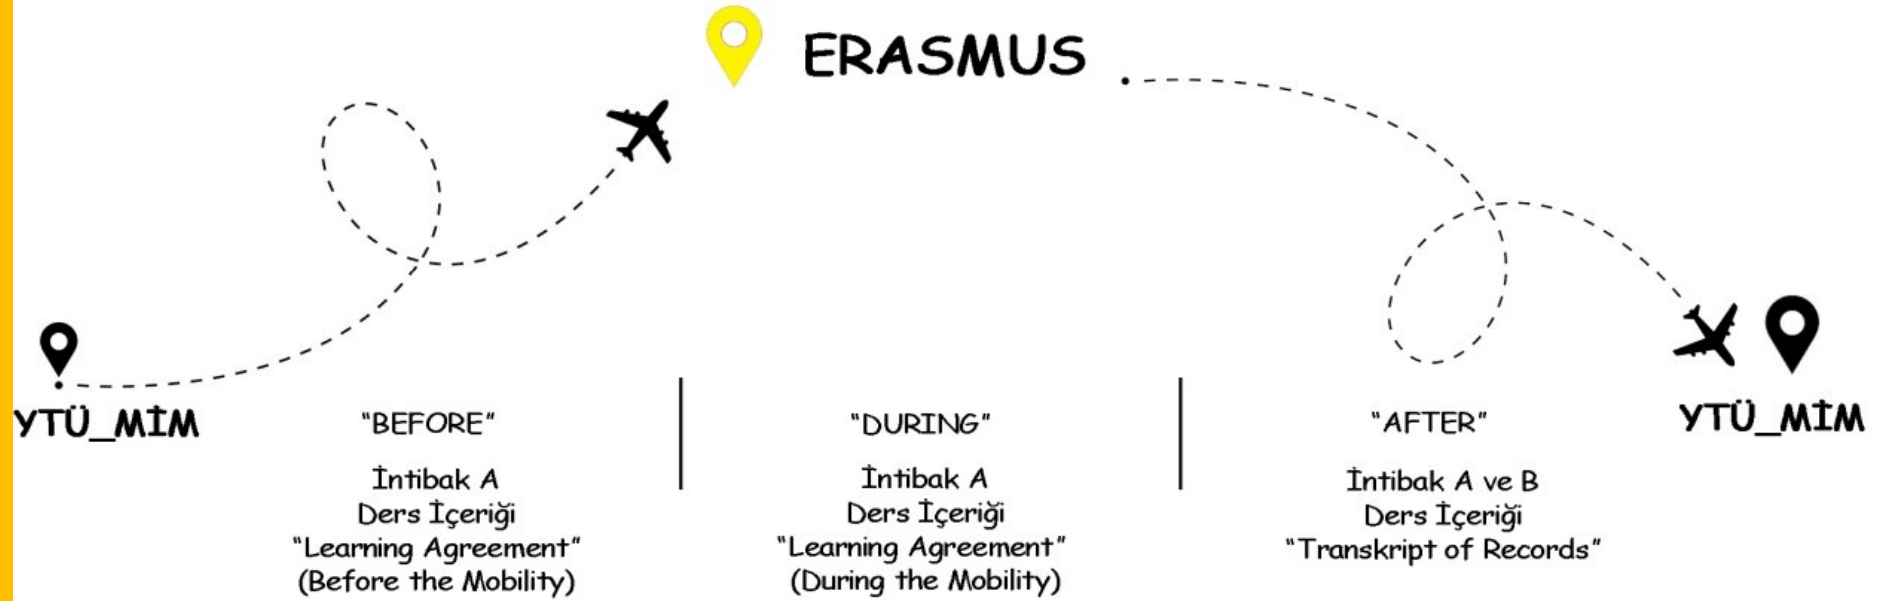 ERASMUS
YTÜ_MİM
"BEFORE"
İntibak A
Ders İçeriği
"Learning Agreement"
(Before the Mobility)
"DURING"
İntibak A
Ders İçeriği
"Learning Agreement"
(During the Mobility)
"AFTER"
İntibak A ve B
Ders İçeriği
"Transkript of Records"
YTÜ_MİM